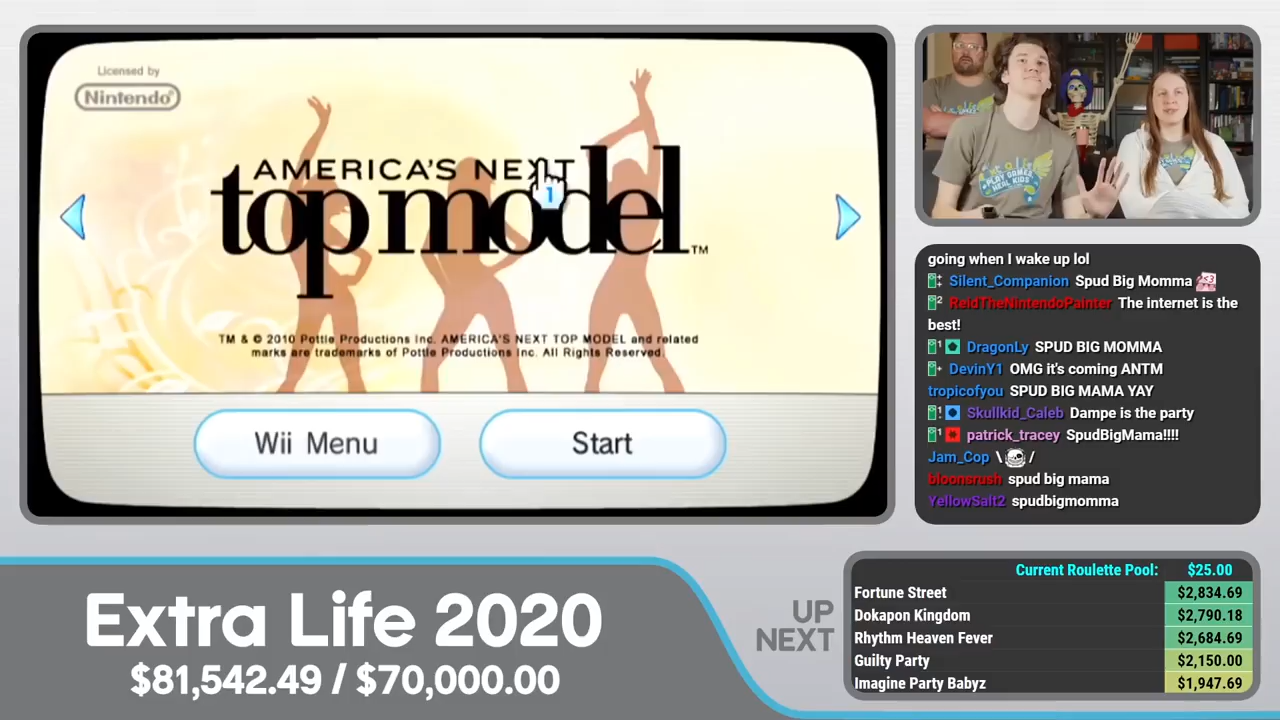 Licensed by
Nintendo®
AMERICA'S NEXT
top model™
TM & © 2010 Pottle Productions Inc. AMERICA'S NEXT TOP MODEL and related
marks are trademarks of Pottle Productions Inc. All Rights Reserved.
1
Wii Menu
Start
PLAY GAMES
HEAL KIDS
going when I wake up lol
Silent_Companion Spud Big Momma
ReidTheNintendoPainter The internet is the
best!
DragonLy SPUD BIG MOMMA
DevinY1 OMG it's coming ANTM
tropicofyou SPUD BIG MAMA YAY
Skullkid_Caleb Dampe is the party
patrick_tracey SpudBigMama!!!!
Jam_Cop \ /
bloonsrush spud big mama
YellowSalt2 spudbigmomma
Extra Life 2020
$81,542.49 / $70,000.00
UP
NEXT
Current Roulette Pool: $25.00
Fortune Street $2,834.69
Dokapon Kingdom $2,790.18
Rhythm Heaven Fever $2,684.69
Guilty Party $2,150.00
Imagine Party Babyz $1,947.69